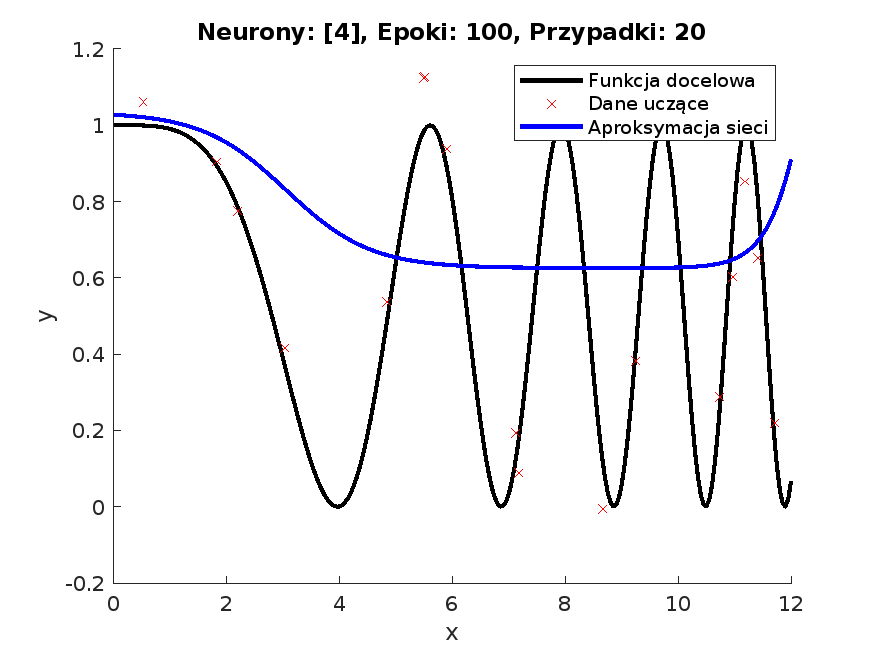 Neurony: [4], Epoki: 100, Przypadki: 20
1.2
Funkcja docelowa
Dane uczące
Aproksymacja sieci
1
0.8
0.6
0.4
0.2
0
-0.2
y
0 2 4 6 8 10 12
x